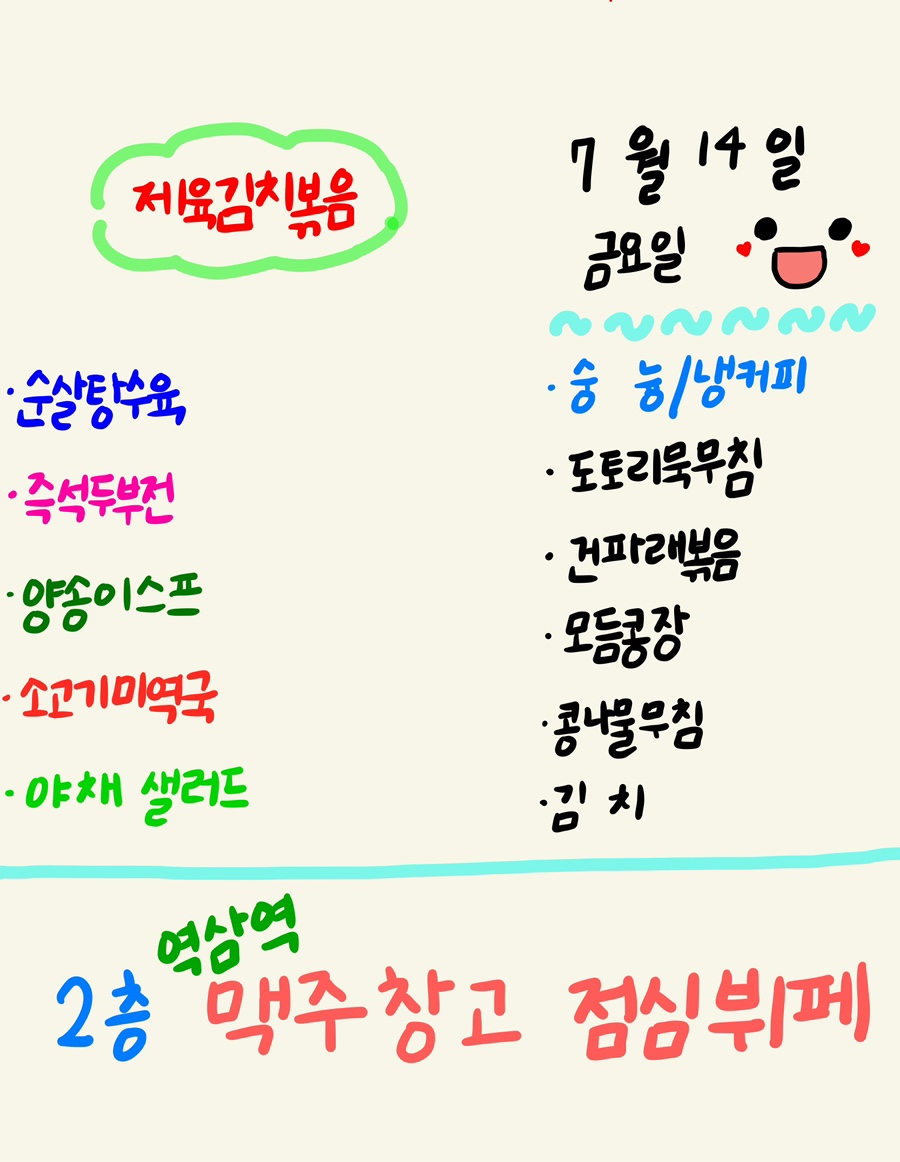 제육김치볶음
7월 14일
금요일
·순살탕수육
·즉석두부전
·양송이스프
·소고기미역국
·야채 샐러드
·숭 늉/냉커피
·도토리묵무침
·건파래볶음
·모듬콩장
·콩나물무침
·김 치
역삼역
2층 맥주창고 점심뷔페